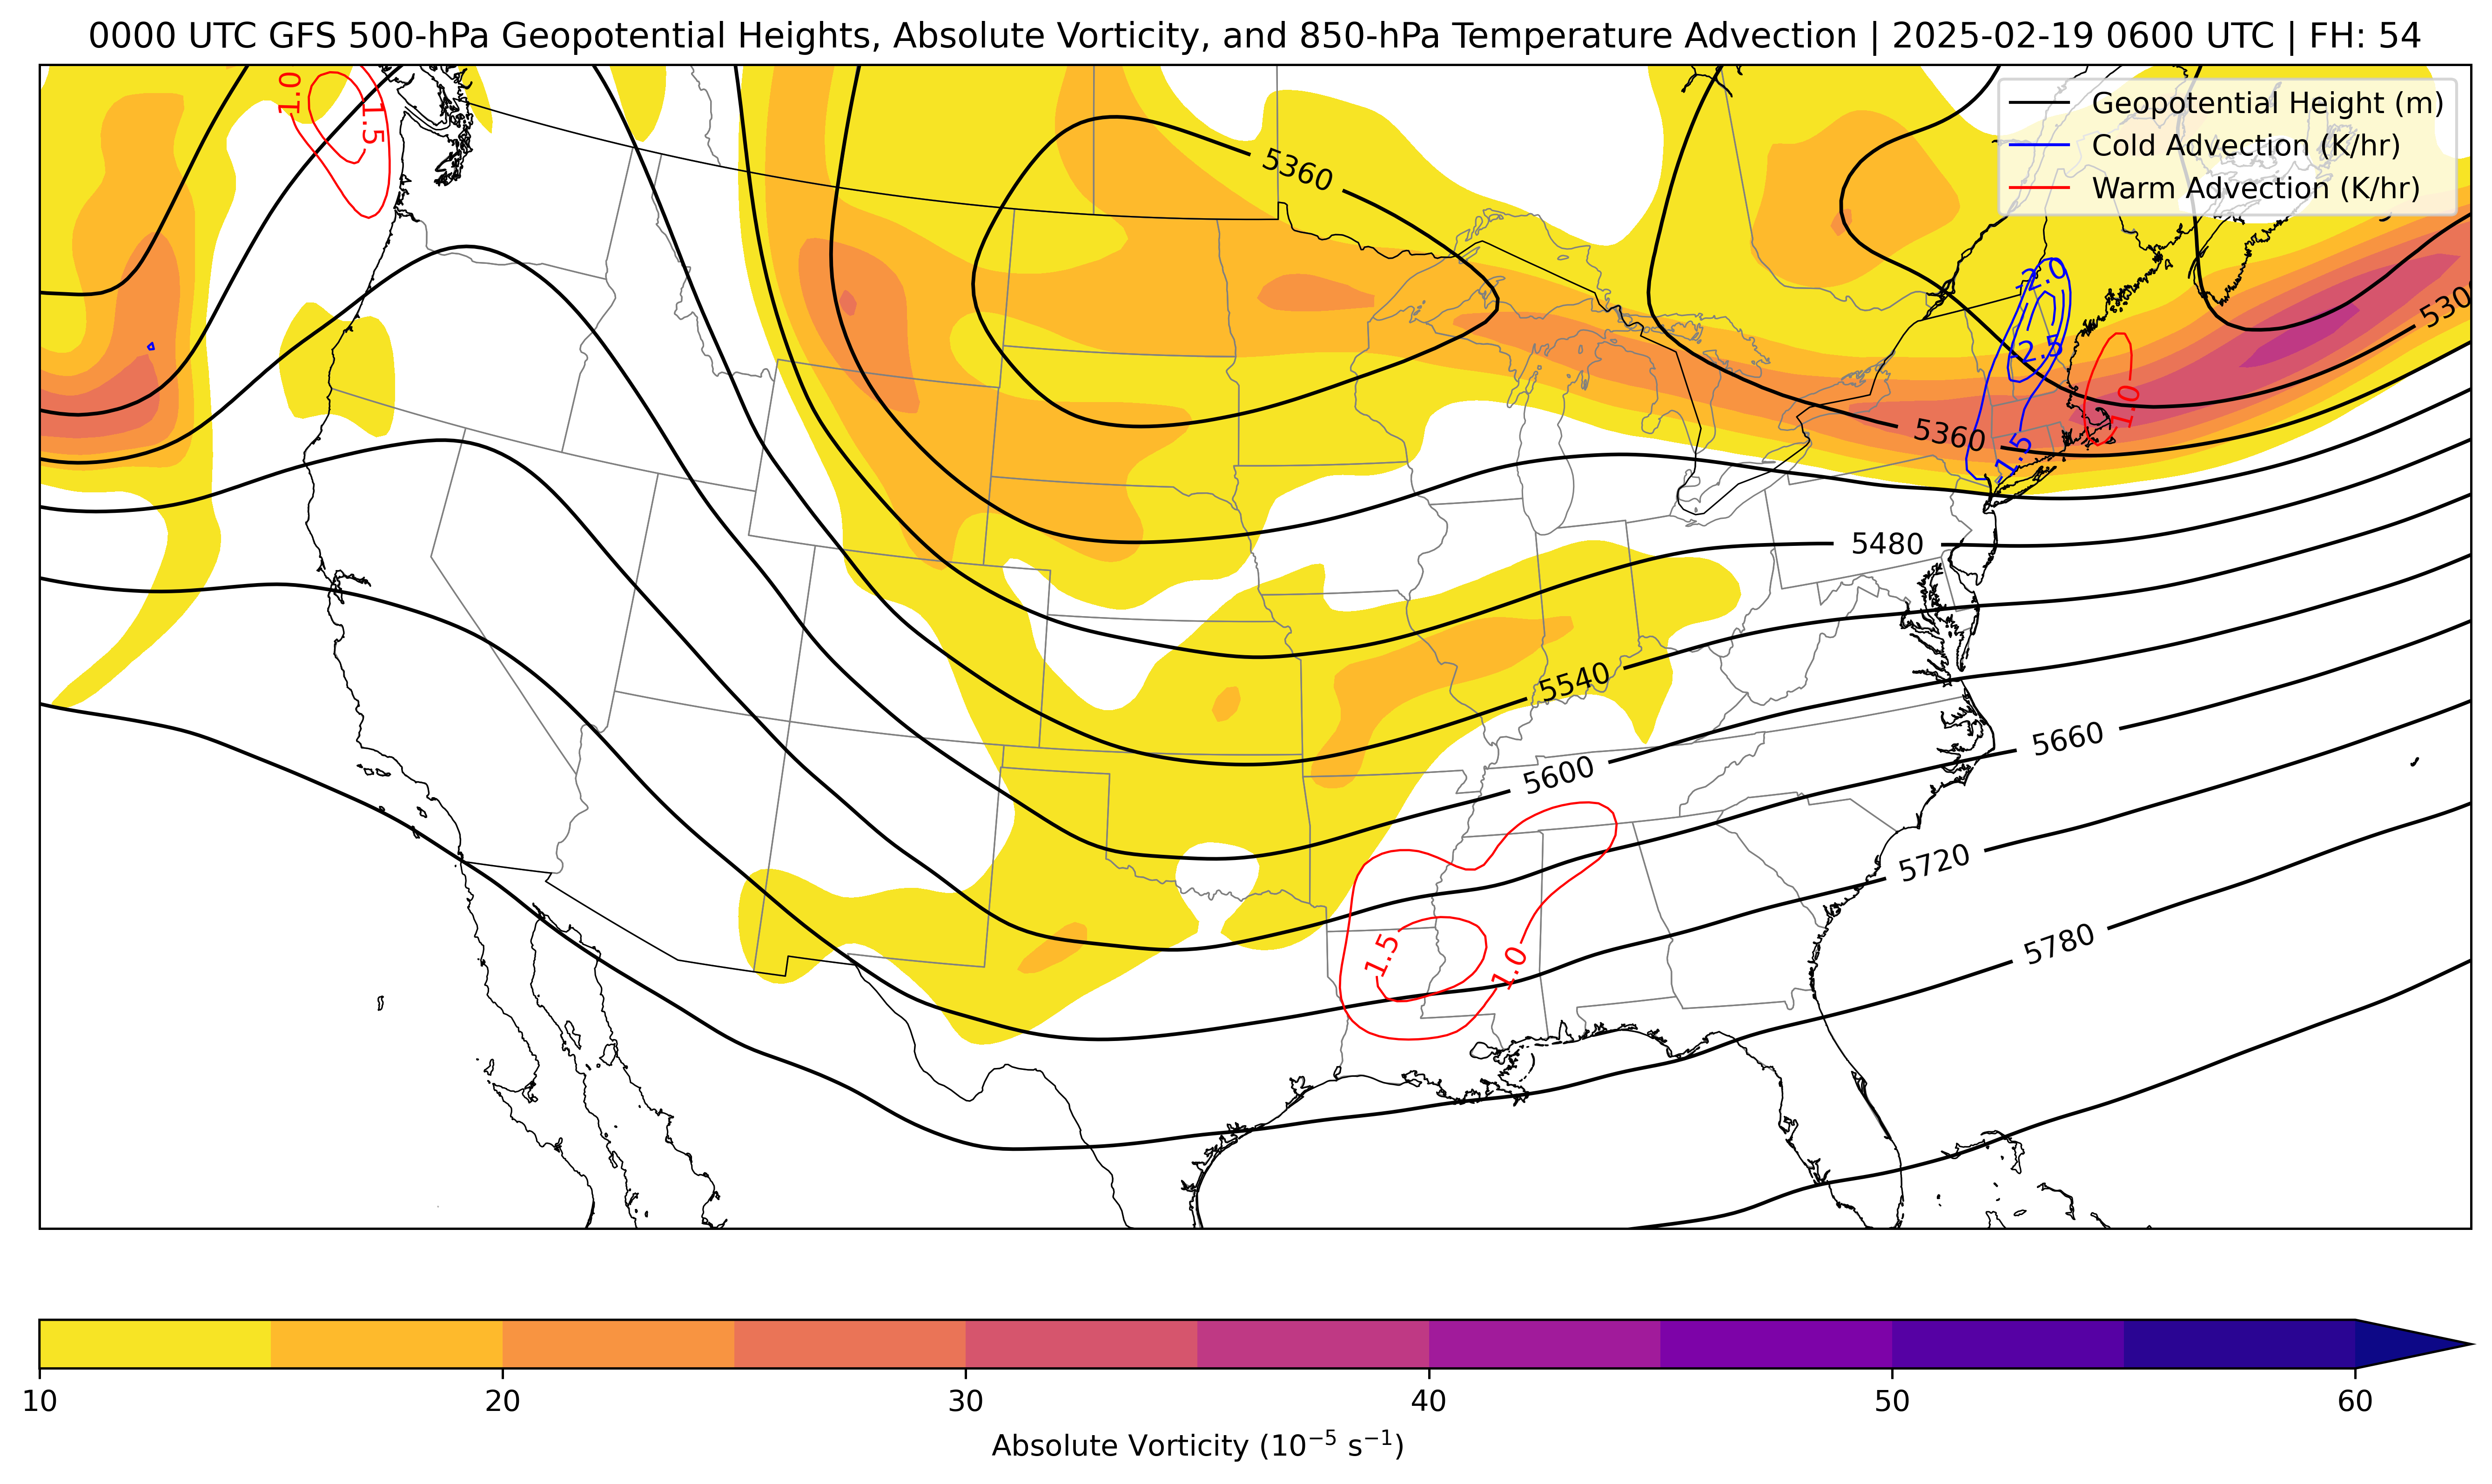 0000 UTC GFS 500-hPa Geopotential Heights, Absolute Vorticity, and 850-hPa Temperature Advection | 2025-02-19 0600 UTC | FH: 54
Geopotential Height (m)
Cold Advection (K/hr)
Warm Advection (K/hr)
1.0
1.5
5360
-2.0
5300
-2.5
1.0
5360
-1.5
5480
5540
5600
5660
5720
5780
1.5
1.0
10 20 30 40 50 60
Absolute Vorticity (10⁻⁵ s⁻¹)